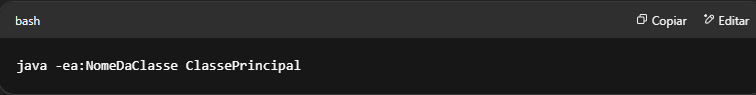 bash
Copiar
Editar
java -ea:NomeDaClasse ClassePrincipal